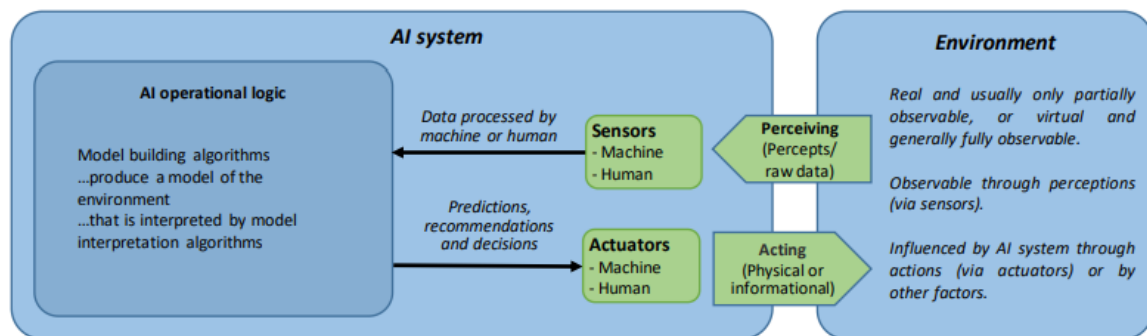 AI system
AI operational logic
Model building algorithms
...produce a model of the
environment
...that is interpreted by model
interpretation algorithms
Data processed by
machine or human
Predictions,
recommendations
and decisions
Sensors
- Machine
- Human
Actuators
- Machine
- Human
Perceiving
(Percepts/
raw data)
Acting
(Physical or
informational)
Environment
Real and usually only partially
observable, or virtual and
generally fully observable.
Observable through perceptions
(via sensors).
Influenced by AI system through
actions (via actuators) or by
other factors.